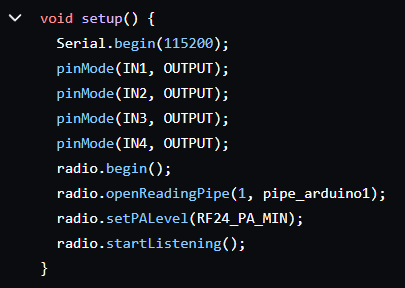 void setup() {
  Serial.begin(115200);
  pinMode(IN1, OUTPUT);
  pinMode(IN2, OUTPUT);
  pinMode(IN3, OUTPUT);
  pinMode(IN4, OUTPUT);
  radio.begin();
  radio.openReadingPipe(1, pipe_arduino1);
  radio.setPALevel(RF24_PA_MIN);
  radio.startListening();
}